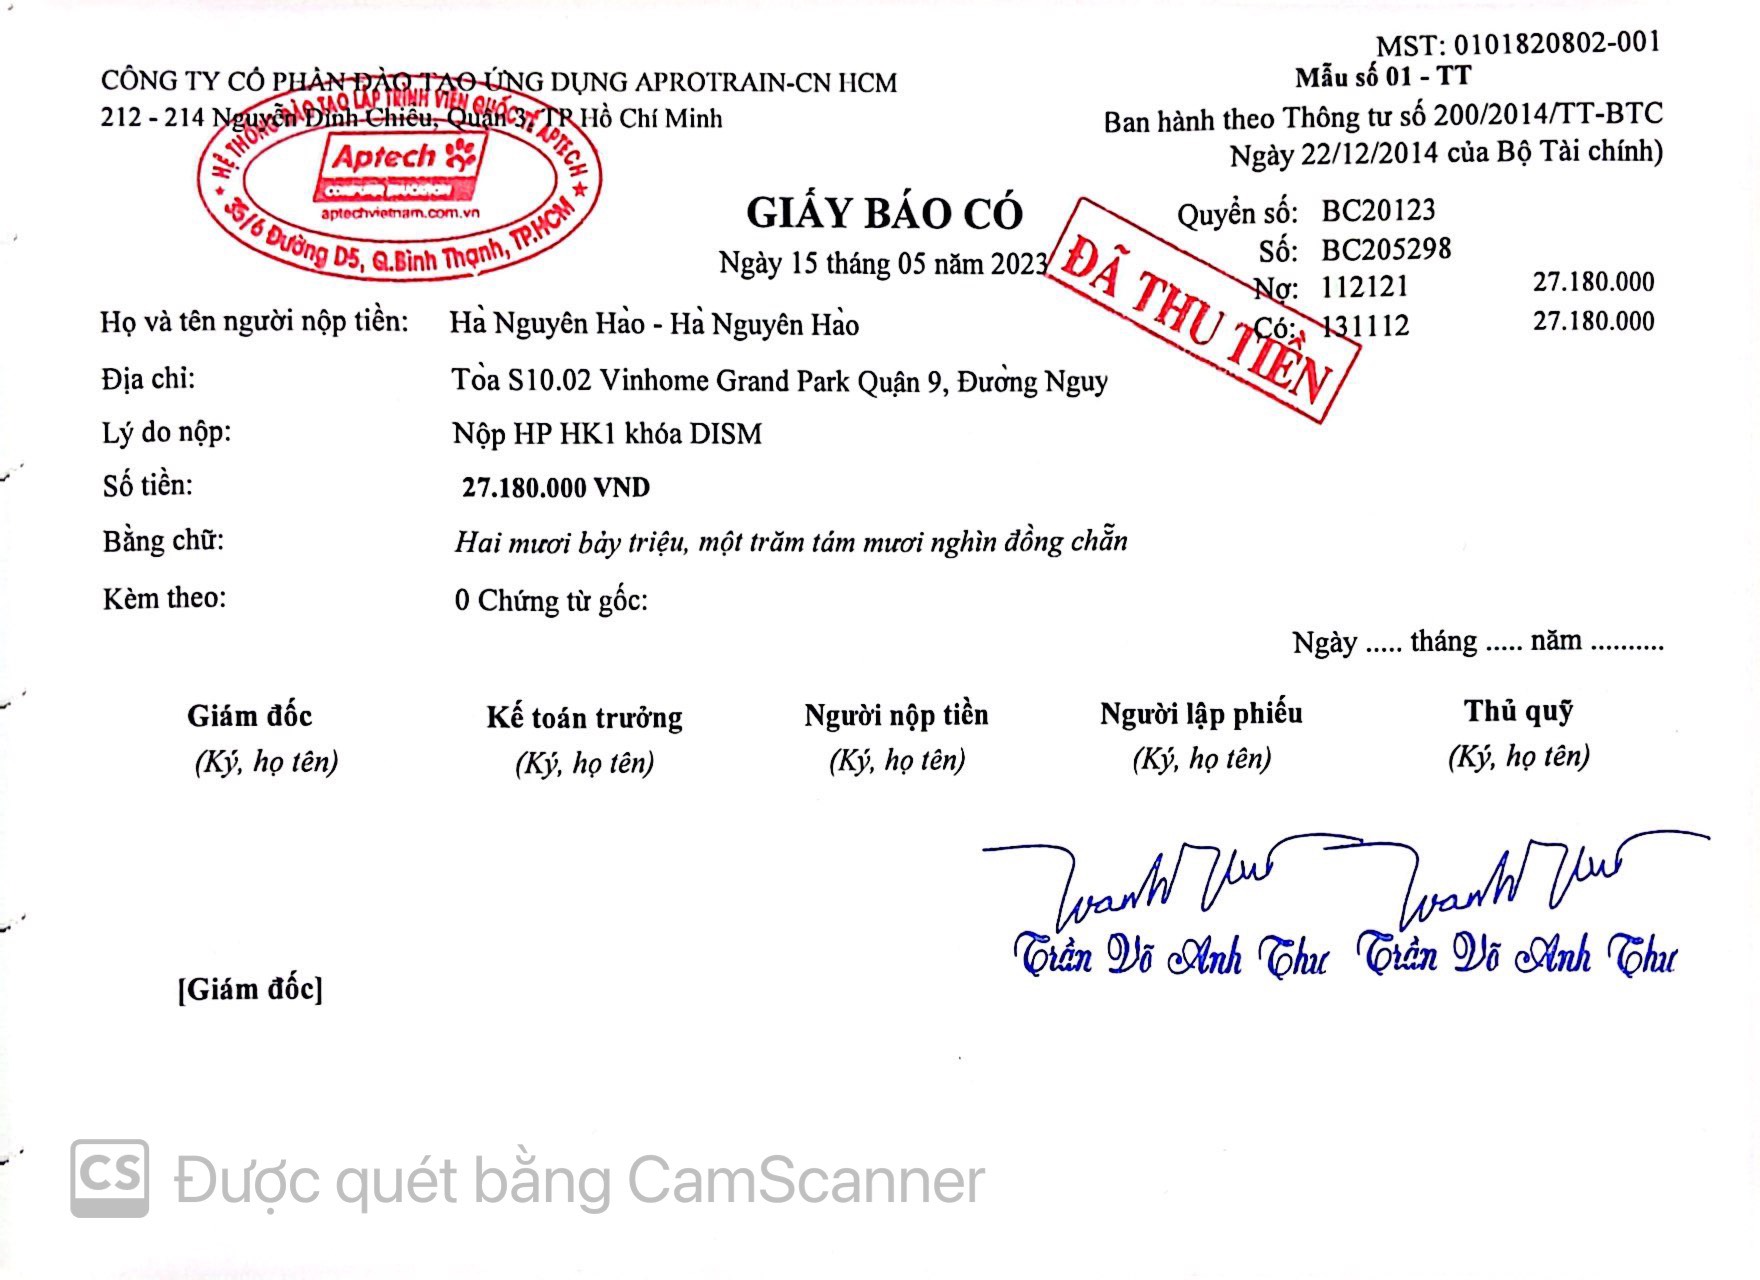 MST: 0101820802-001
CÔNG TY CỔ PHẦN ĐÀO TẠO ỨNG DỤNG APROTRAIN-CN HCM
Mẫu số 01 - TT
212 - 214 Nguyễn Đình Chiểu, Quận 3, TP Hồ Chí Minh
Ban hành theo Thông tư số 200/2014/TT-BTC
Ngày 22/12/2014 của Bộ Tài chính)
HỆ THỐNG ĐÀO TẠO LẬP TRÌNH VIÊN QUỐC TẾ APTECH
Aptech
COMPUTER EDUCATION
aptechvietnam.com.vn
35/6 Đường D5, Q.Bình Thạnh, TP.HCM
GIẤY BÁO CÓ
Ngày 15 tháng 05 năm 2023
ĐÃ THU TIỀN
Quyển số: BC20123
Số: BC205298
Nợ: 112121 27.180.000
Có: 131112 27.180.000
Họ và tên người nộp tiền: Hà Nguyên Hào - Hà Nguyên Hào
Địa chỉ: Tòa S10.02 Vinhome Grand Park Quận 9, Đường Nguy
Lý do nộp: Nộp HP HK1 khóa DISM
Số tiền: 27.180.000 VND
Bằng chữ: Hai mươi bảy triệu, một trăm tám mươi nghìn đồng chẵn
Kèm theo: 0 Chứng từ gốc:
Ngày ..... tháng ..... năm ..........
Giám đốc Kế toán trưởng Người nộp tiền Người lập phiếu Thủ quỹ
(Ký, họ tên) (Ký, họ tên) (Ký, họ tên) (Ký, họ tên) (Ký, họ tên)
Trần Võ Anh Thư Trần Võ Anh Thư
[Giám đốc]
CS Được quét bằng CamScanner